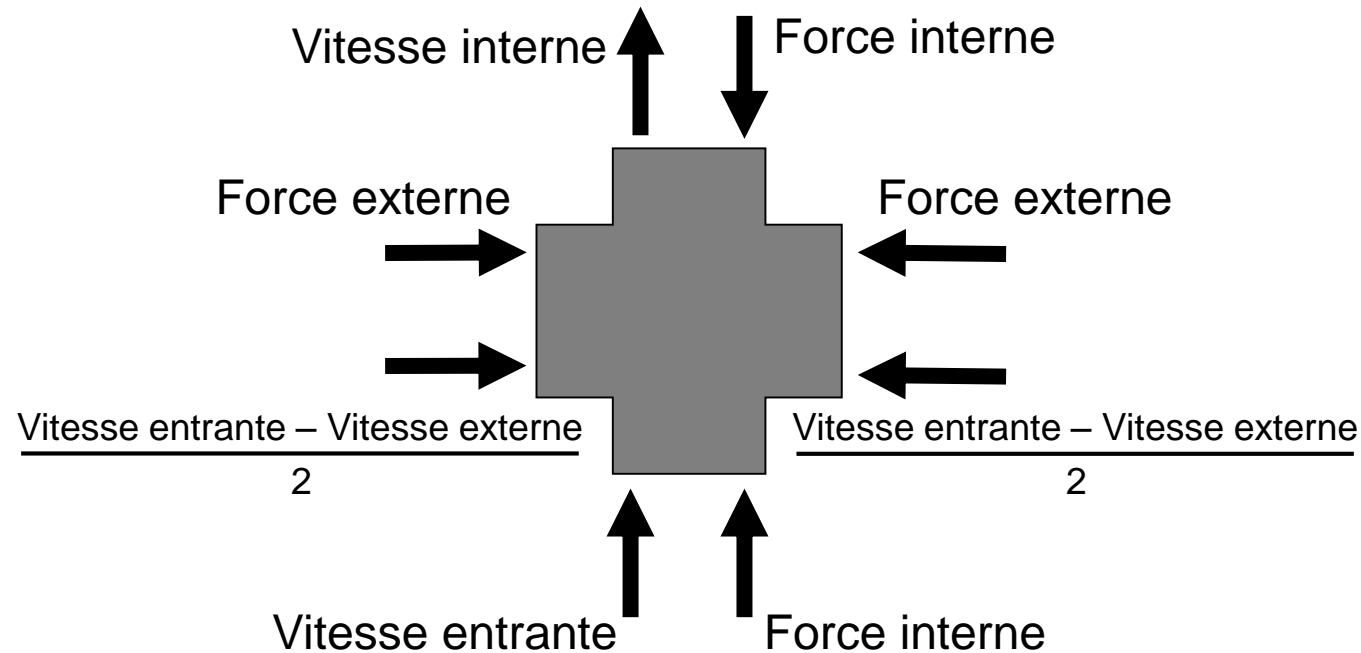 Vitesse interne
Force interne
Force externe
Force externe
Vitesse entrante – Vitesse externe
2
Vitesse entrante – Vitesse externe
2
Vitesse entrante
Force interne